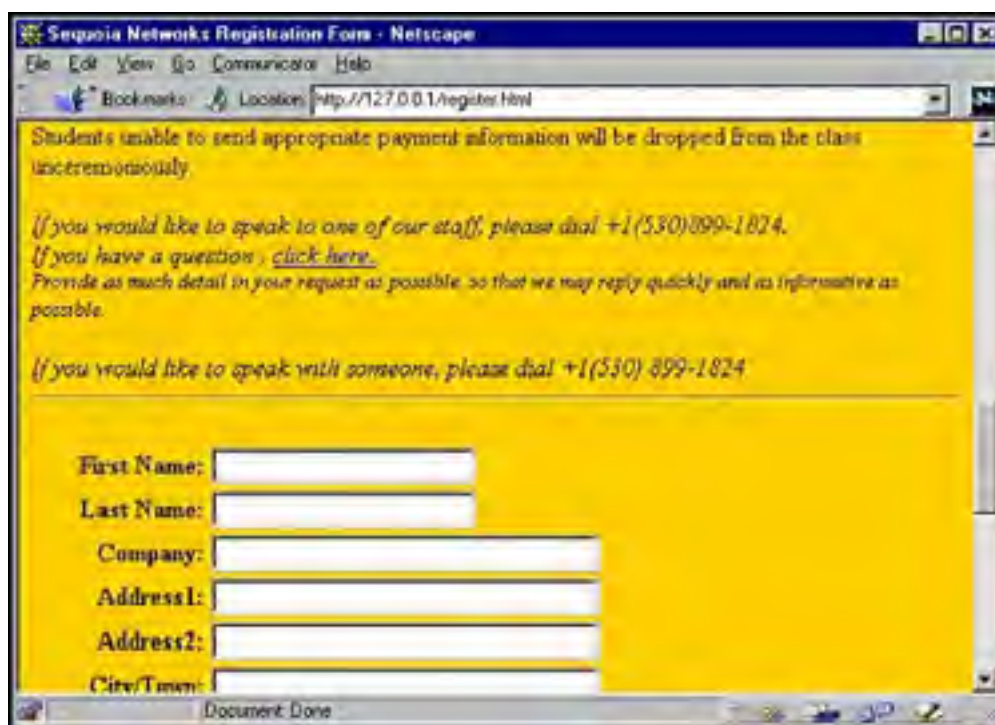 Sequoia Networks Registration Form - Netscape
File Edit View Go Communicator Help
Bookmarks Location: http://127.0.0.1/register.html
Students unable to send appropriate payment information will be dropped from the class
unceremoniously.
If you would like to speak to one of our staff, please dial +1(530)899-1824.
If you have a question , click here.
Provide as much detail in your request as possible, so that we may reply quickly and as informative as
possible.
If you would like to speak with someone, please dial +1(530) 899-1824
First Name:
Last Name:
Company:
Address1:
Address2:
City/Town:
Document: Done